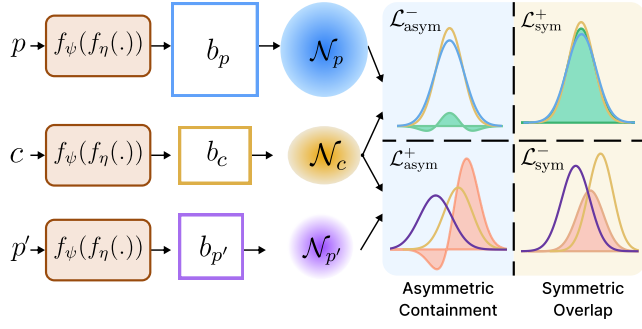 p f_ψ(f_η(.)) b_p 𝒩_p
c f_ψ(f_η(.)) b_c 𝒩_c
p′ f_ψ(f_η(.)) b_p′ 𝒩_p′
ℒ⁻_asym ℒ⁺_sym
ℒ⁺_asym ℒ⁻_sym
Asymmetric
Containment
Symmetric
Overlap